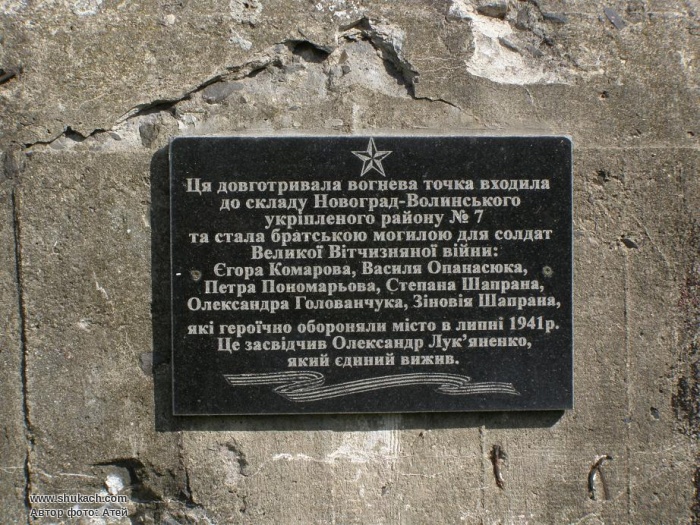 Ця довготривала вогнева точка входила
до складу Новоград-Волинського
укріпленого району № 7
та стала братською могилою для солдат
Великої Вітчизняної війни:
Єгора Комарова, Василя Опанасюка,
Петра Пономарьова, Степана Шапрана,
Олександра Голованчука, Зіновія Шапрана,
які героїчно обороняли місто в липні 1941р.
Це засвідчив Олександр Лук’яненко,
який єдиний вижив.
www.shukach.com
Автор фото: Атей